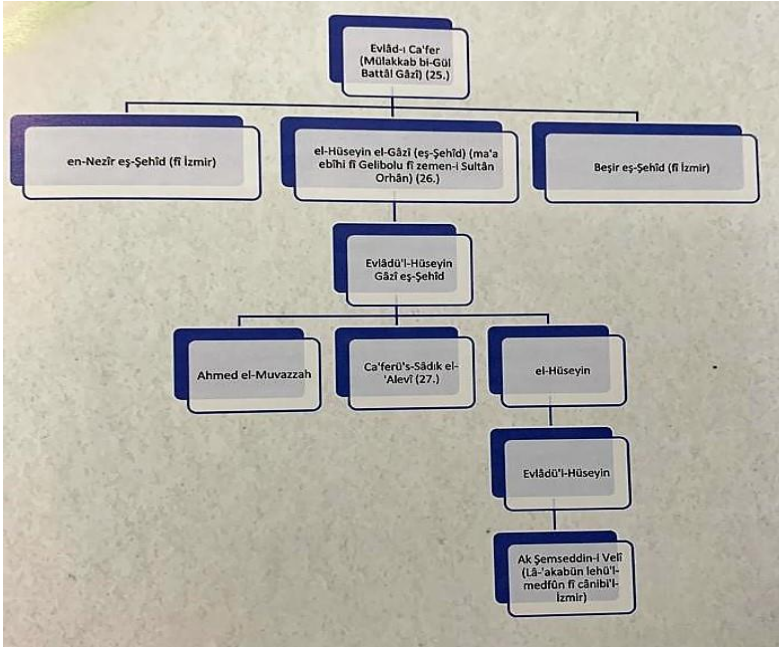 Evlâd-ı Ca'fer
(Mülakkab bi-Gül
Battâl Gâzî) (25.)
en-Nezîr eş-Şehîd (fî İzmir)
el-Hüseyin el-Gâzî (eş-Şehîd) (ma'a
ebîhi fî Gelibolu fî zemen-i Sultân
Orhân) (26.)
Beşir eş-Şehîd (fî İzmir)
Evlâdü'l-Hüseyin
Gâzî eş-Şehîd
Ahmed el-Muvazzah
Ca'ferü's-Sâdık el-
'Alevî (27.)
el-Hüseyin
Evlâdü'l-Hüseyin
Ak Şemseddin-i Velî
(Lâ-'akabün lehü'l-
medfûn fî cânibi'l-
İzmir)